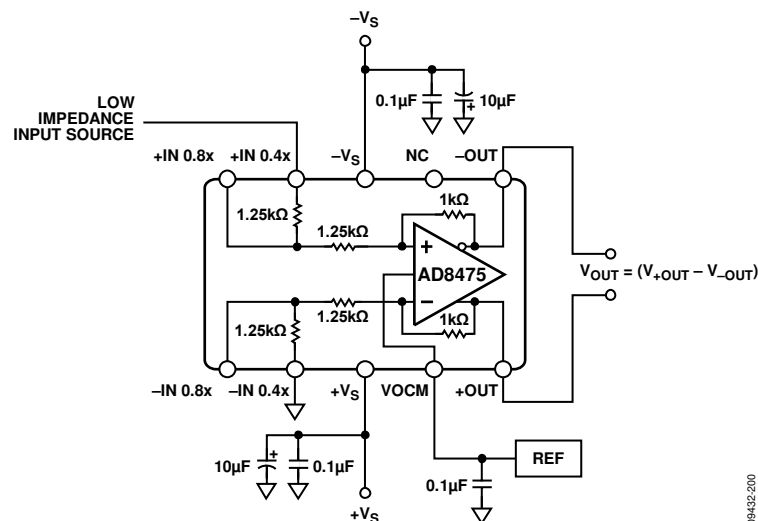 –VS
LOW
IMPEDANCE
INPUT SOURCE
0.1µF
10µF
+
+IN 0.8x
+IN 0.4x
–VS
NC
–OUT
1.25kΩ
1.25kΩ
1kΩ
+
AD8475
–
VOUT = (V+OUT – V–OUT)
1.25kΩ
1.25kΩ
1kΩ
–IN 0.8x
–IN 0.4x
+VS
VOCM
+OUT
10µF
+
0.1µF
0.1µF
REF
+VS
09432-200